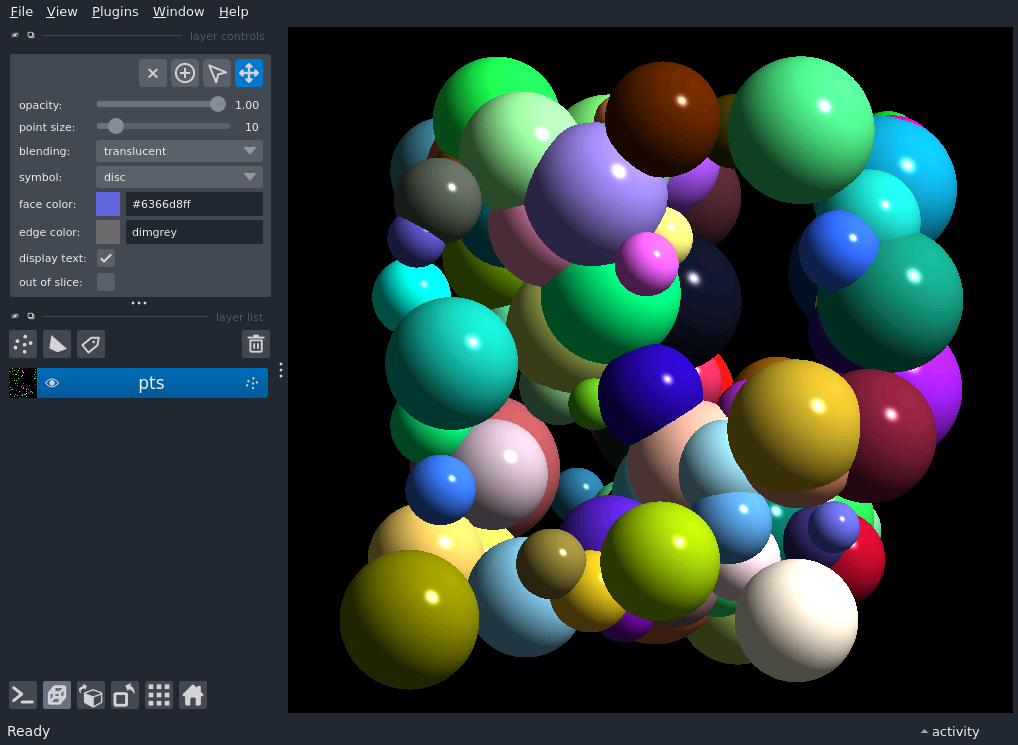 File View Plugins Window Help
layer controls
opacity: 1.00
point size: 10
blending: translucent
symbol: disc
face color: #6366d8ff
edge color: dimgrey
display text:
out of slice:
layer list
pts
Ready
activity